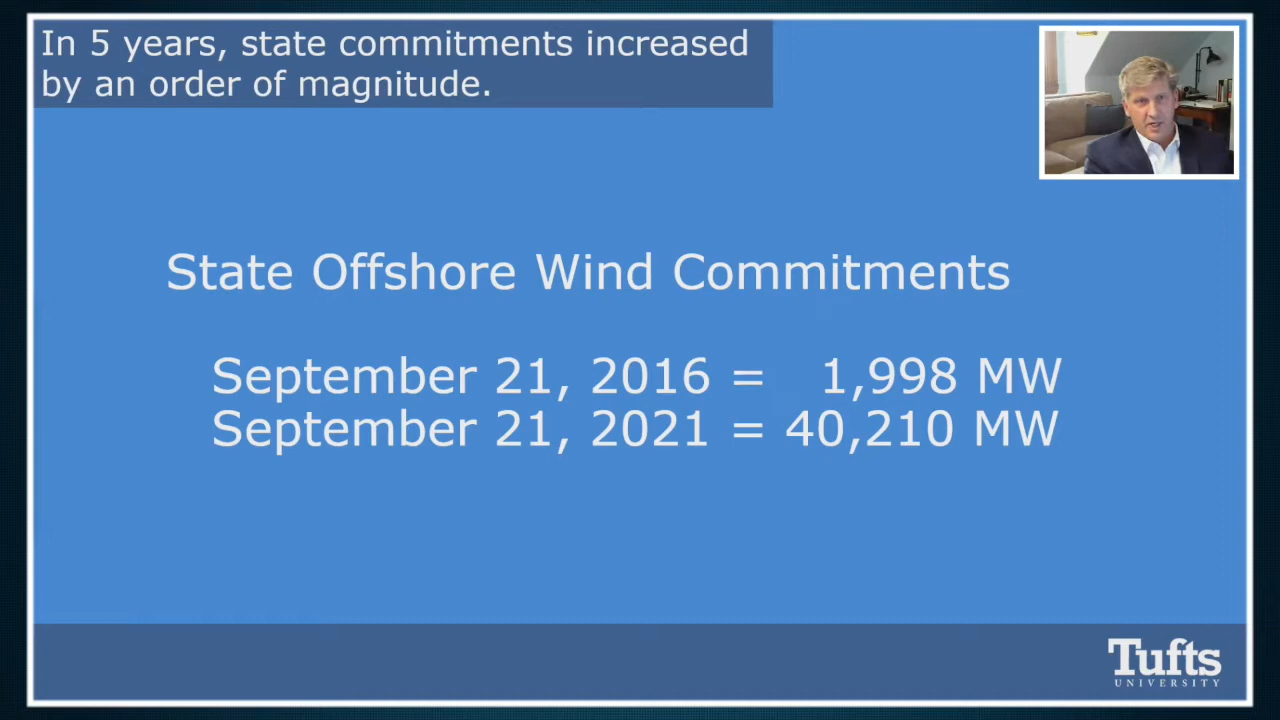 In 5 years, state commitments increased
by an order of magnitude.
State Offshore Wind Commitments
September 21, 2016 = 1,998 MW
September 21, 2021 = 40,210 MW
Tufts
UNIVERSITY